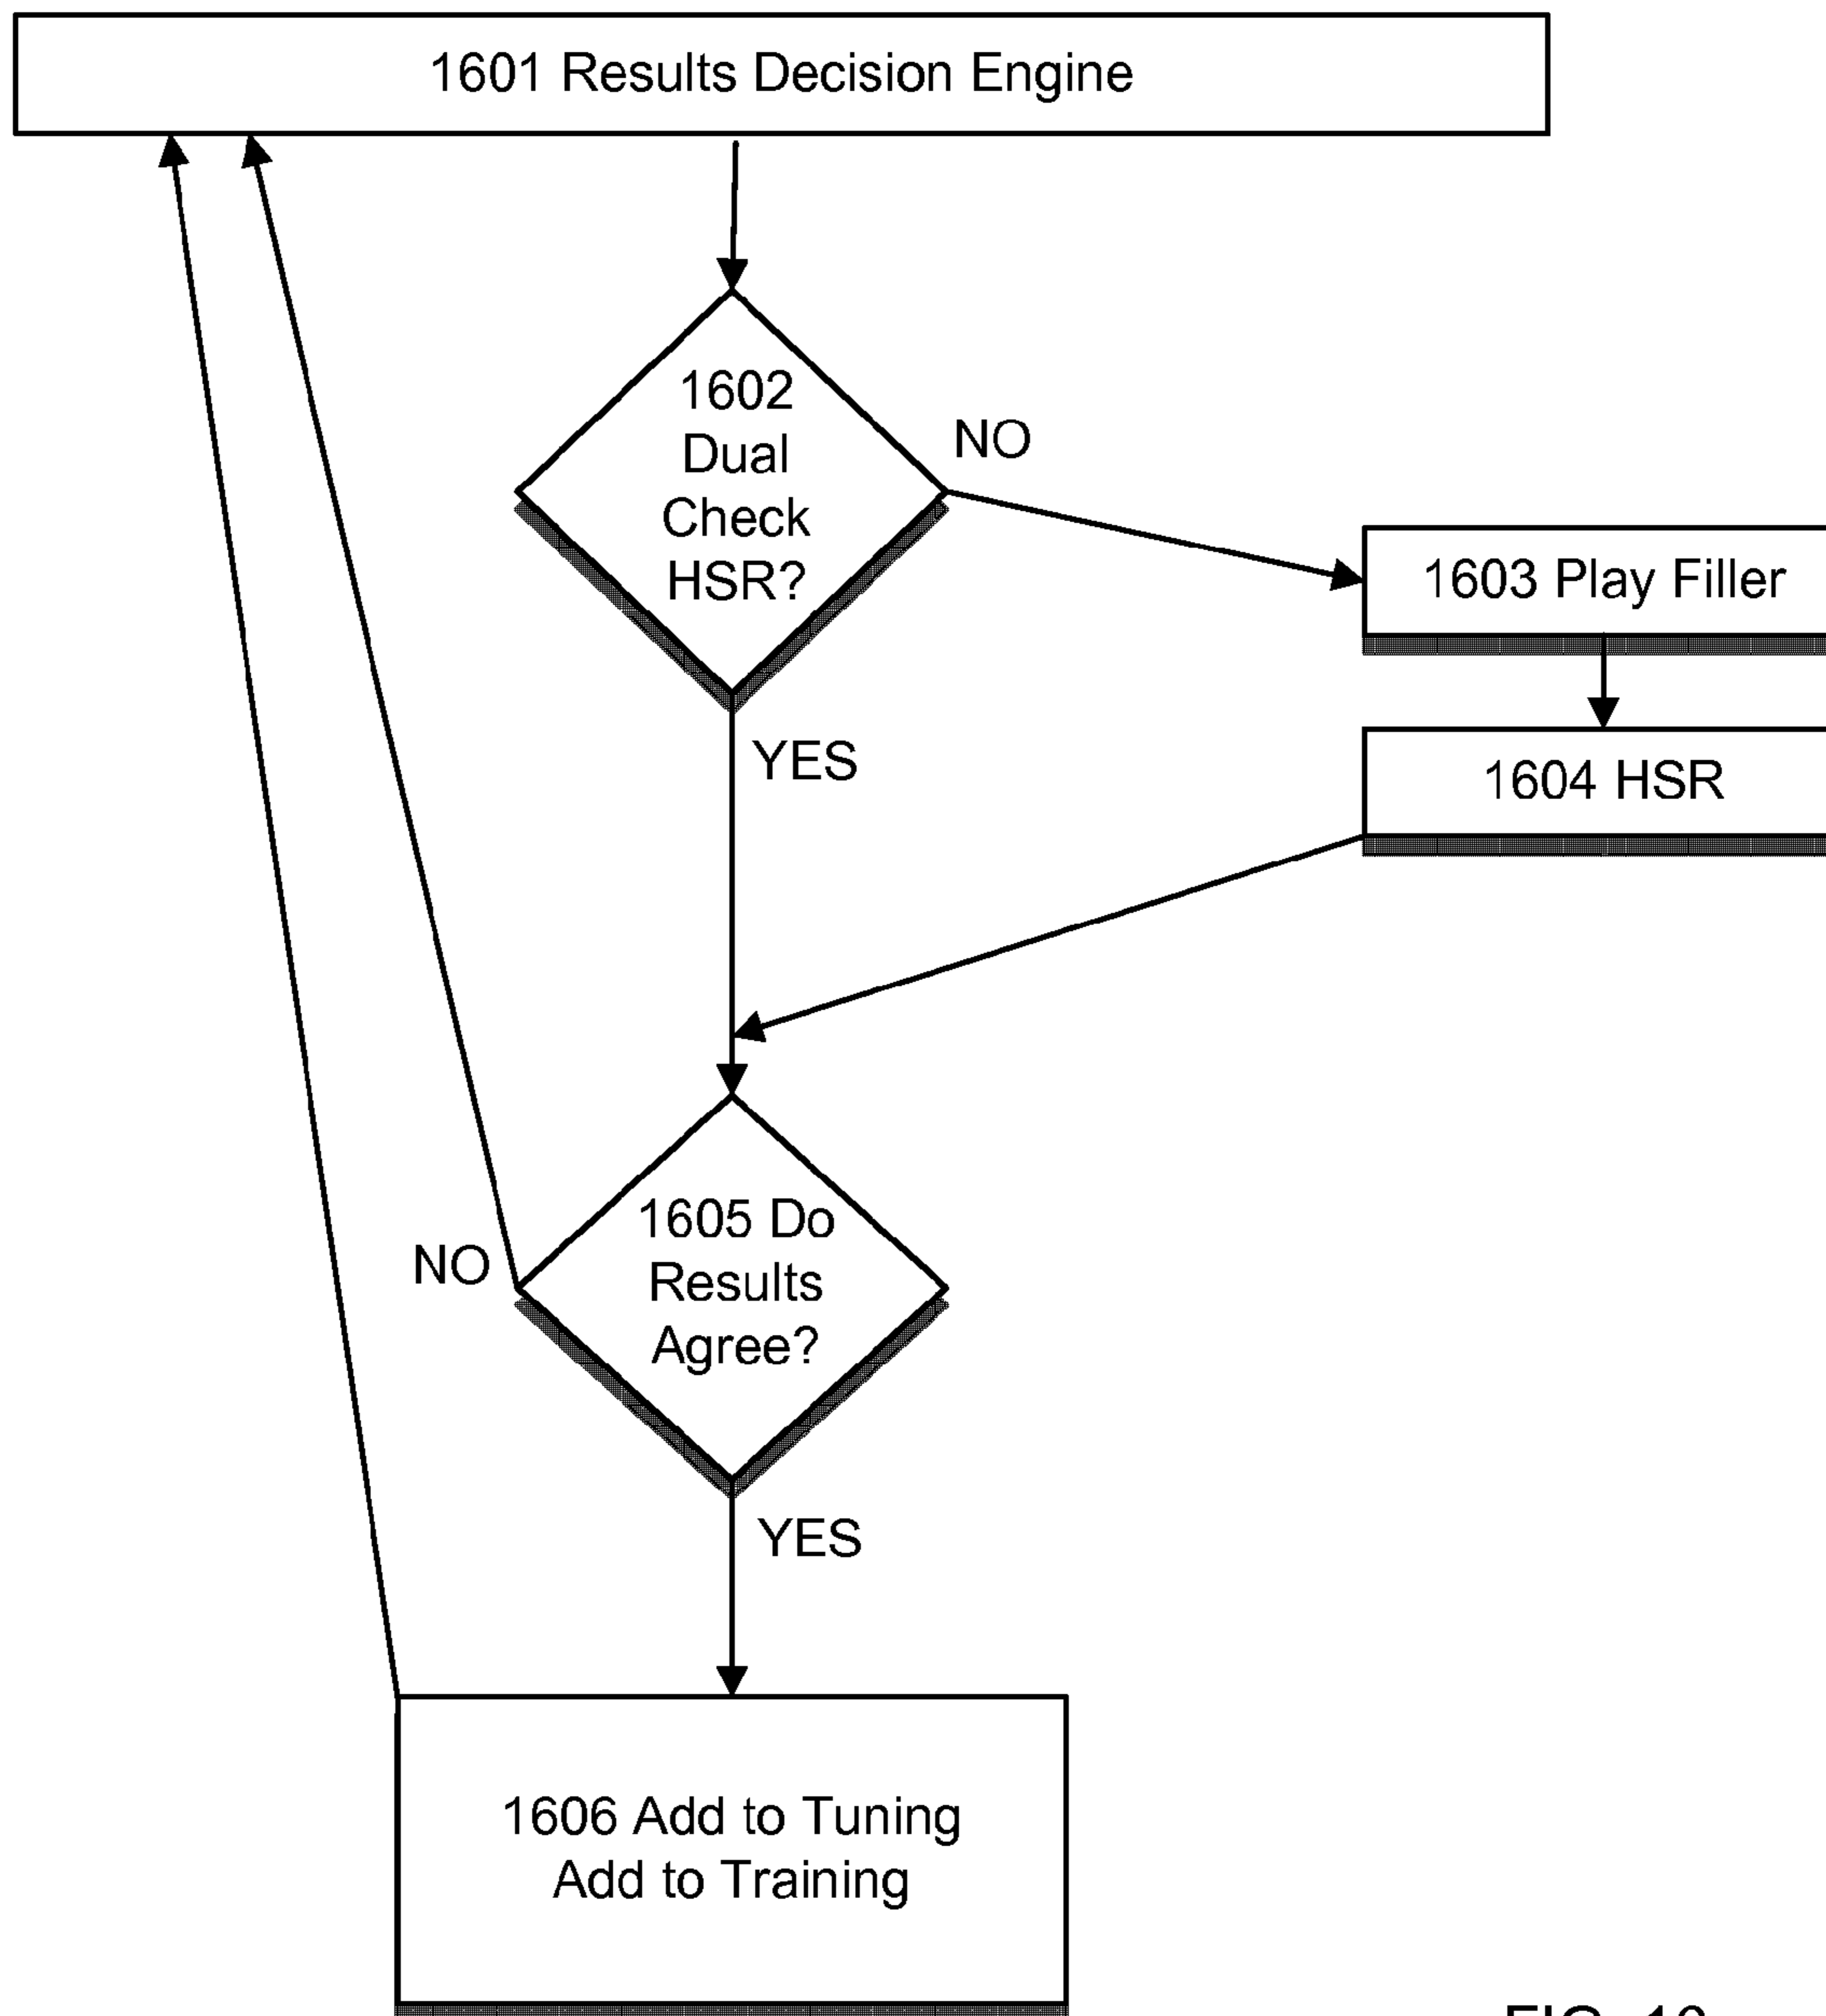 1601 Results Decision Engine
1602
Dual
Check
HSR?
NO
1603 Play Filler
YES
1604 HSR
1605 Do
Results
Agree?
NO
YES
1606 Add to Tuning
Add to Training